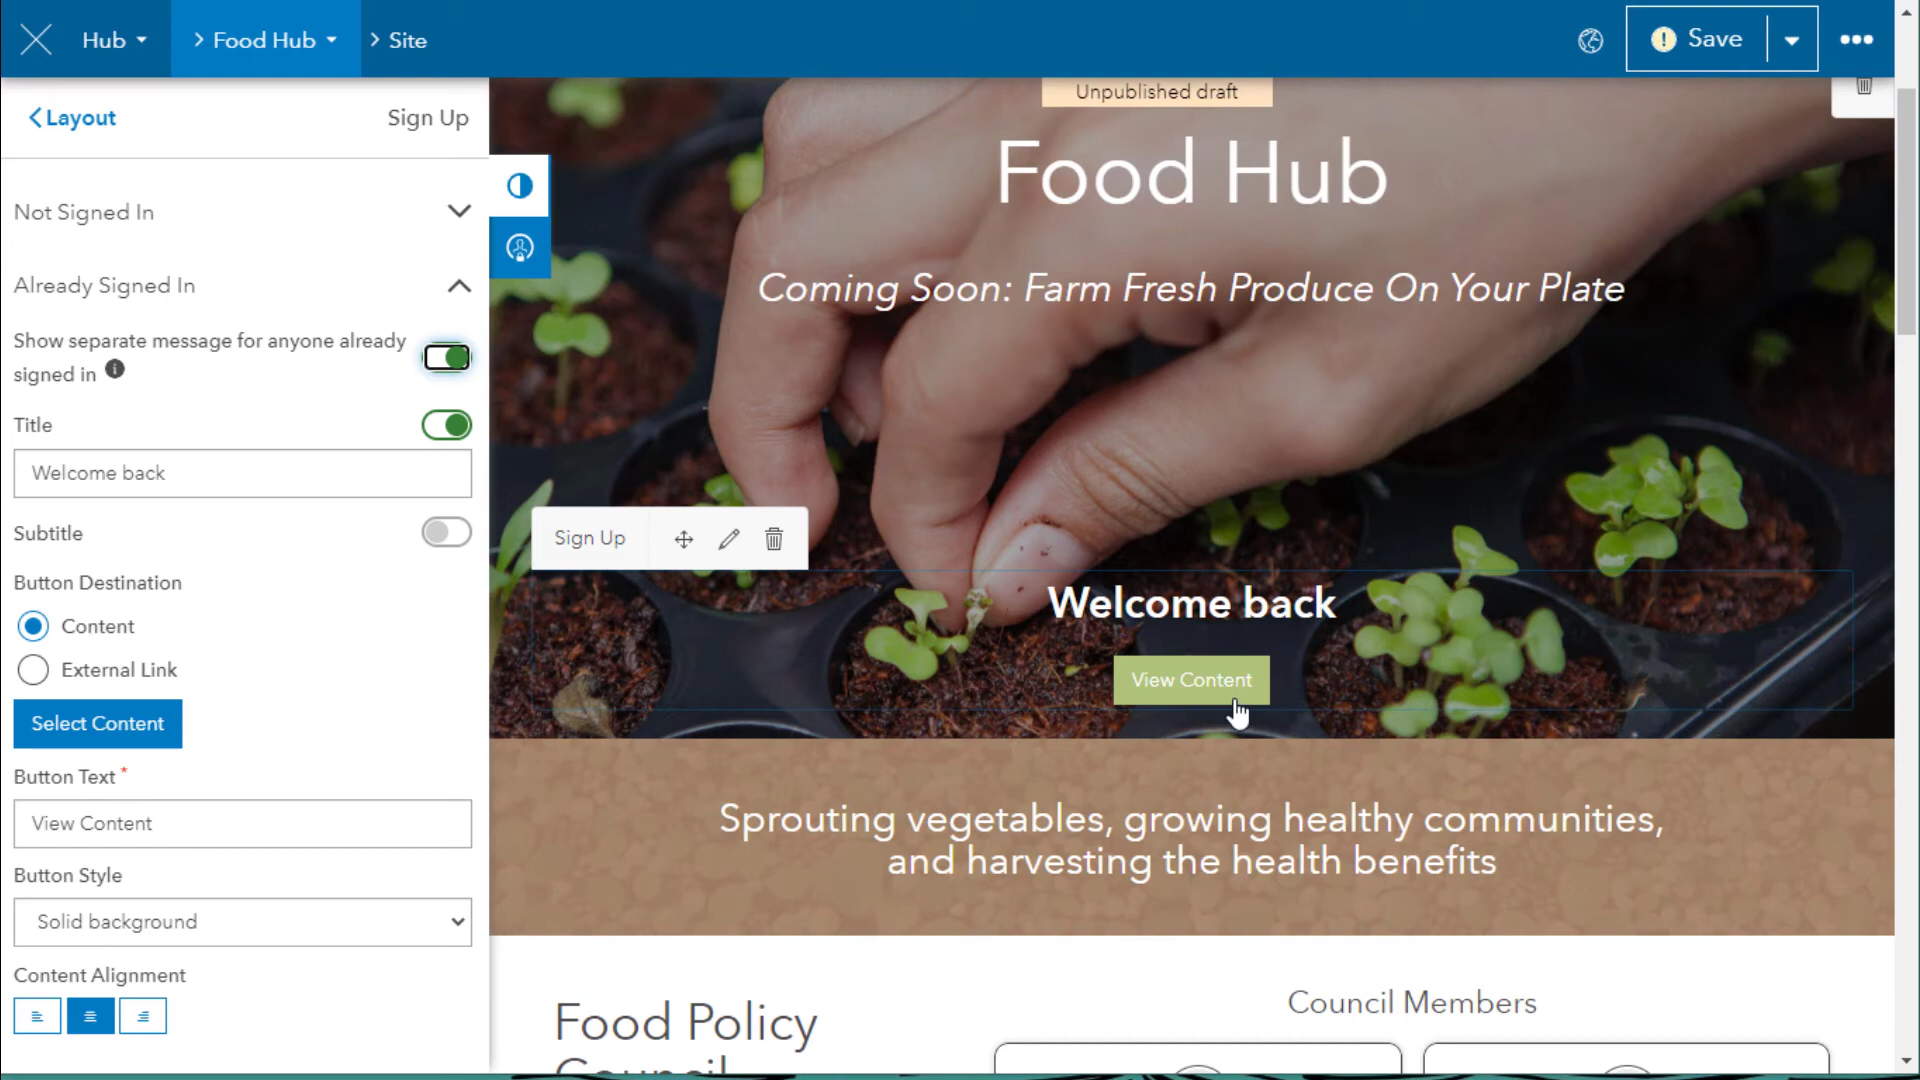 Hub
Food Hub
Site
Save
Layout
Sign Up
Not Signed In
Already Signed In
Show separate message for anyone already
signed in
Title
Welcome back
Subtitle
Button Destination
Content
External Link
Select Content
Button Text *
View Content
Button Style
Solid background
Content Alignment
Unpublished draft
Food Hub
Coming Soon: Farm Fresh Produce On Your Plate
Sign Up
Welcome back
View Content
Sprouting vegetables, growing healthy communities,
and harvesting the health benefits
Food Policy
Council
Council Members